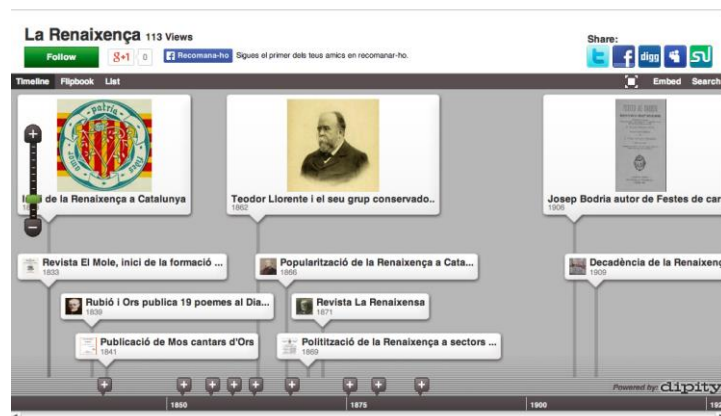 La Renaixença 113 Views
Share:
Follow
g+1 0
f Recomana-ho Sigues el primer dels teus amics en recomanar-ho.
digg
Timeline Flipbook List
Embed Search
patria
fides
amor
de la Renaixença a Catalunya
Teodor Llorente i el seu grup conservado..
1862
Josep Bodria autor de Festes de car
1906
Revista El Mole, inici de la formació ...
1833
Popularització de la Renaixença a Cata...
1866
Decadència de la Renaixenç
1909
Rubió i Ors publica 19 poemes al Dia...
1839
Revista La Renaixensa
1871
Publicació de Mos cantars d'Ors
1841
Politització de la Renaixença a sectors ...
1869
Powered by: dipity
1850
1875
1900